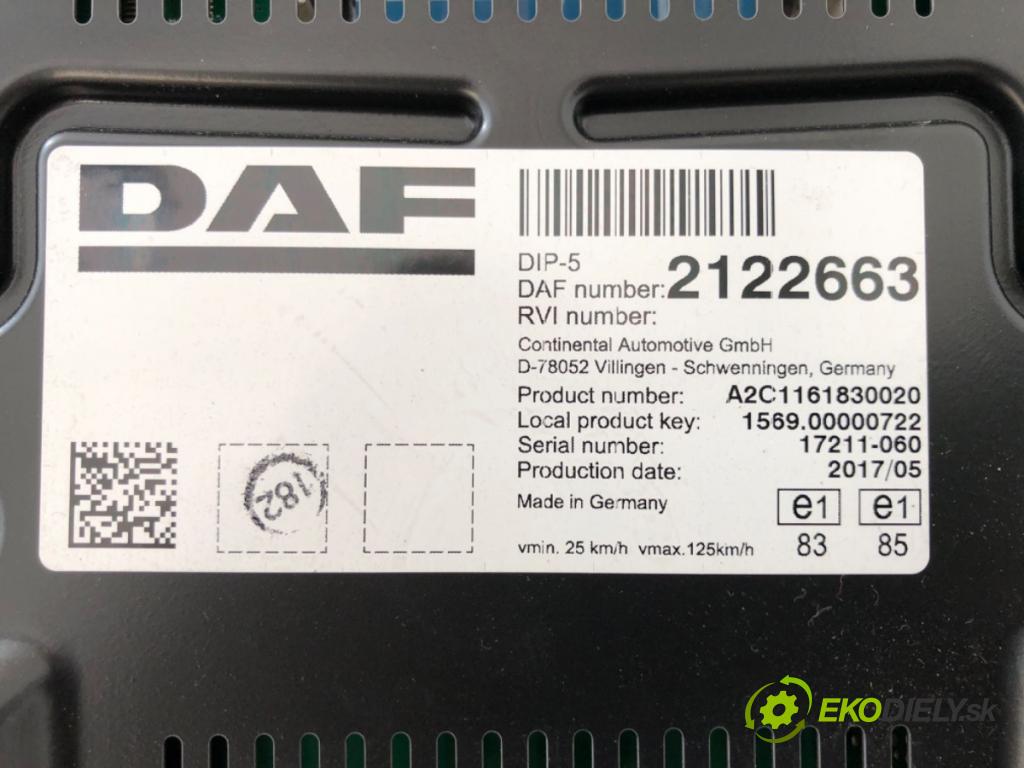 DAF
DIP-5
DAF number: 2122663
RVI number:
Continental Automotive GmbH
D-78052 Villingen - Schwenningen, Germany
Product number: A2C1161830020
Local product key: 1569.00000722
Serial number: 17211-060
Production date: 2017/05
Made in Germany e1 e1
vmin. 25 km/h vmax.125km/h 83 85
182
EKODIELY.sk